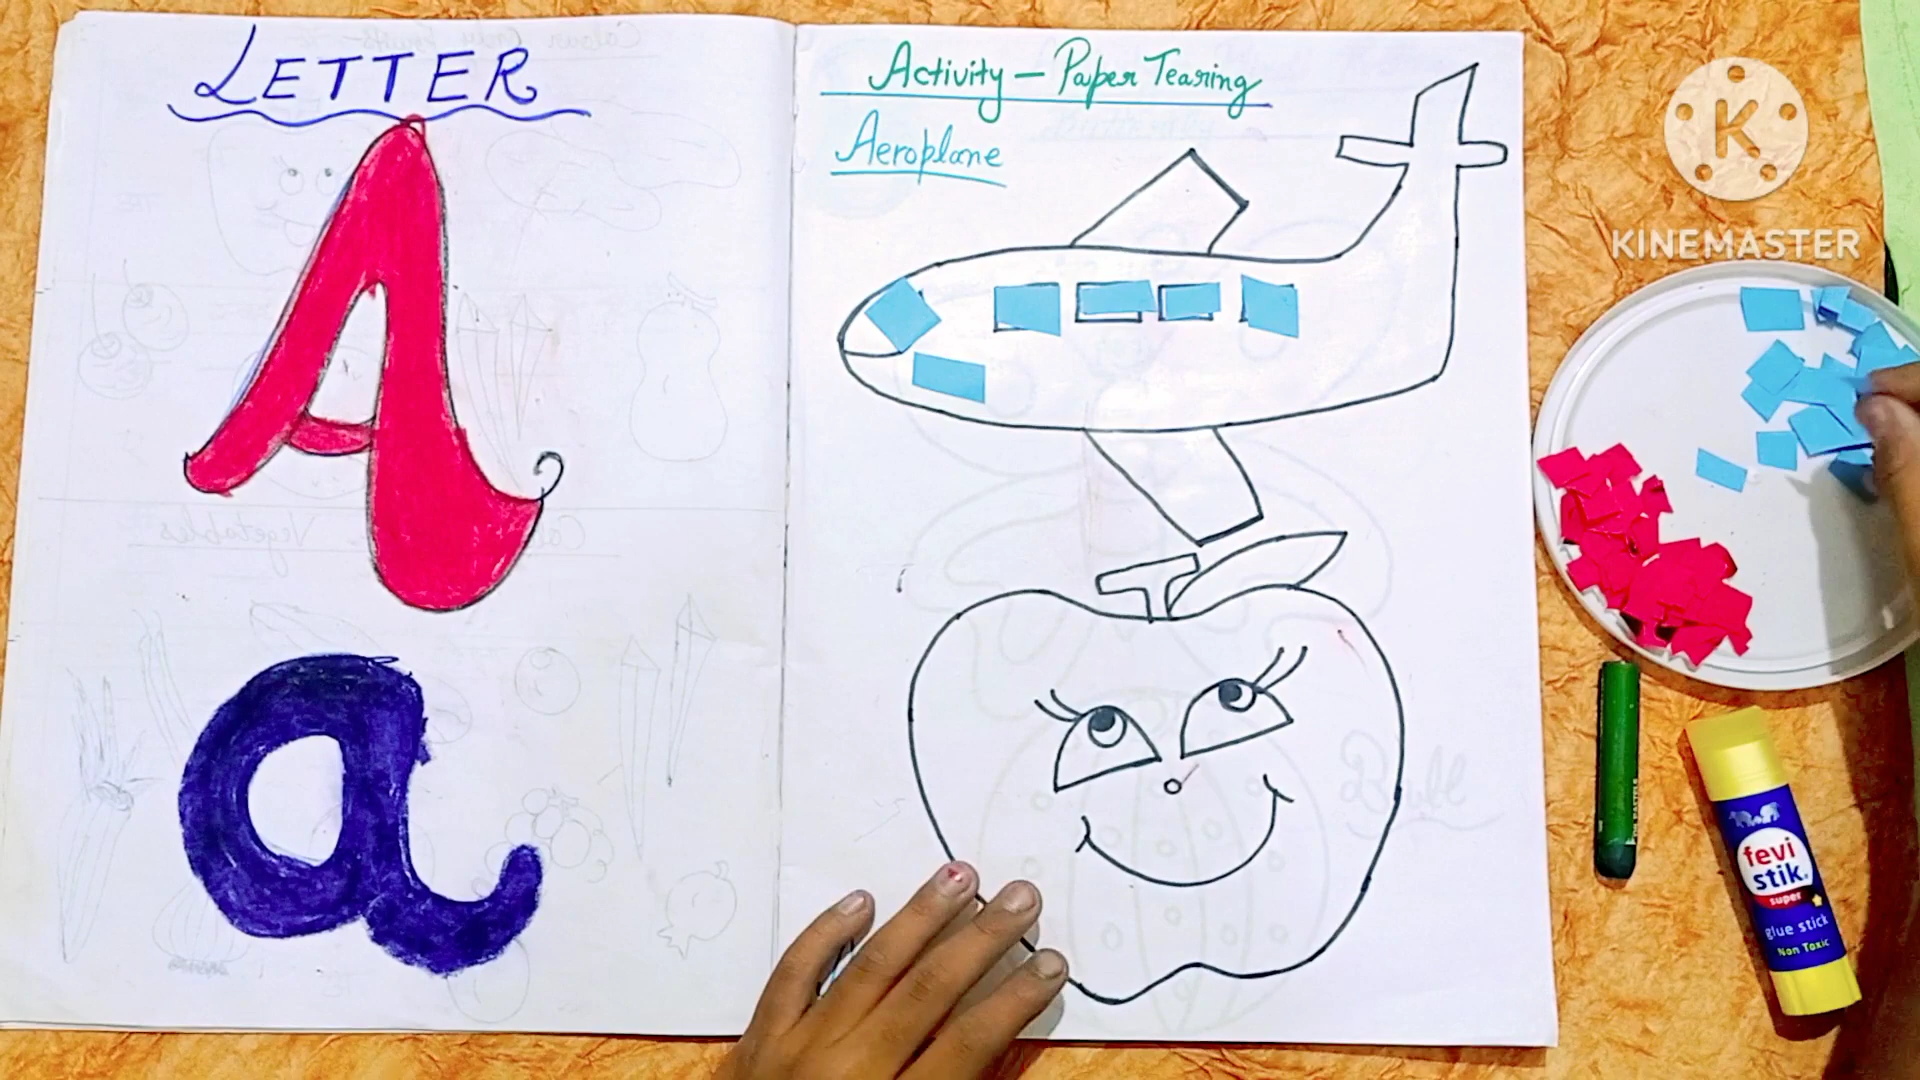 LETTER
A
a
Activity – Paper Tearing
Aeroplane
K
KINEMASTER
fevi
stik
super
glue stick
Non Toxic